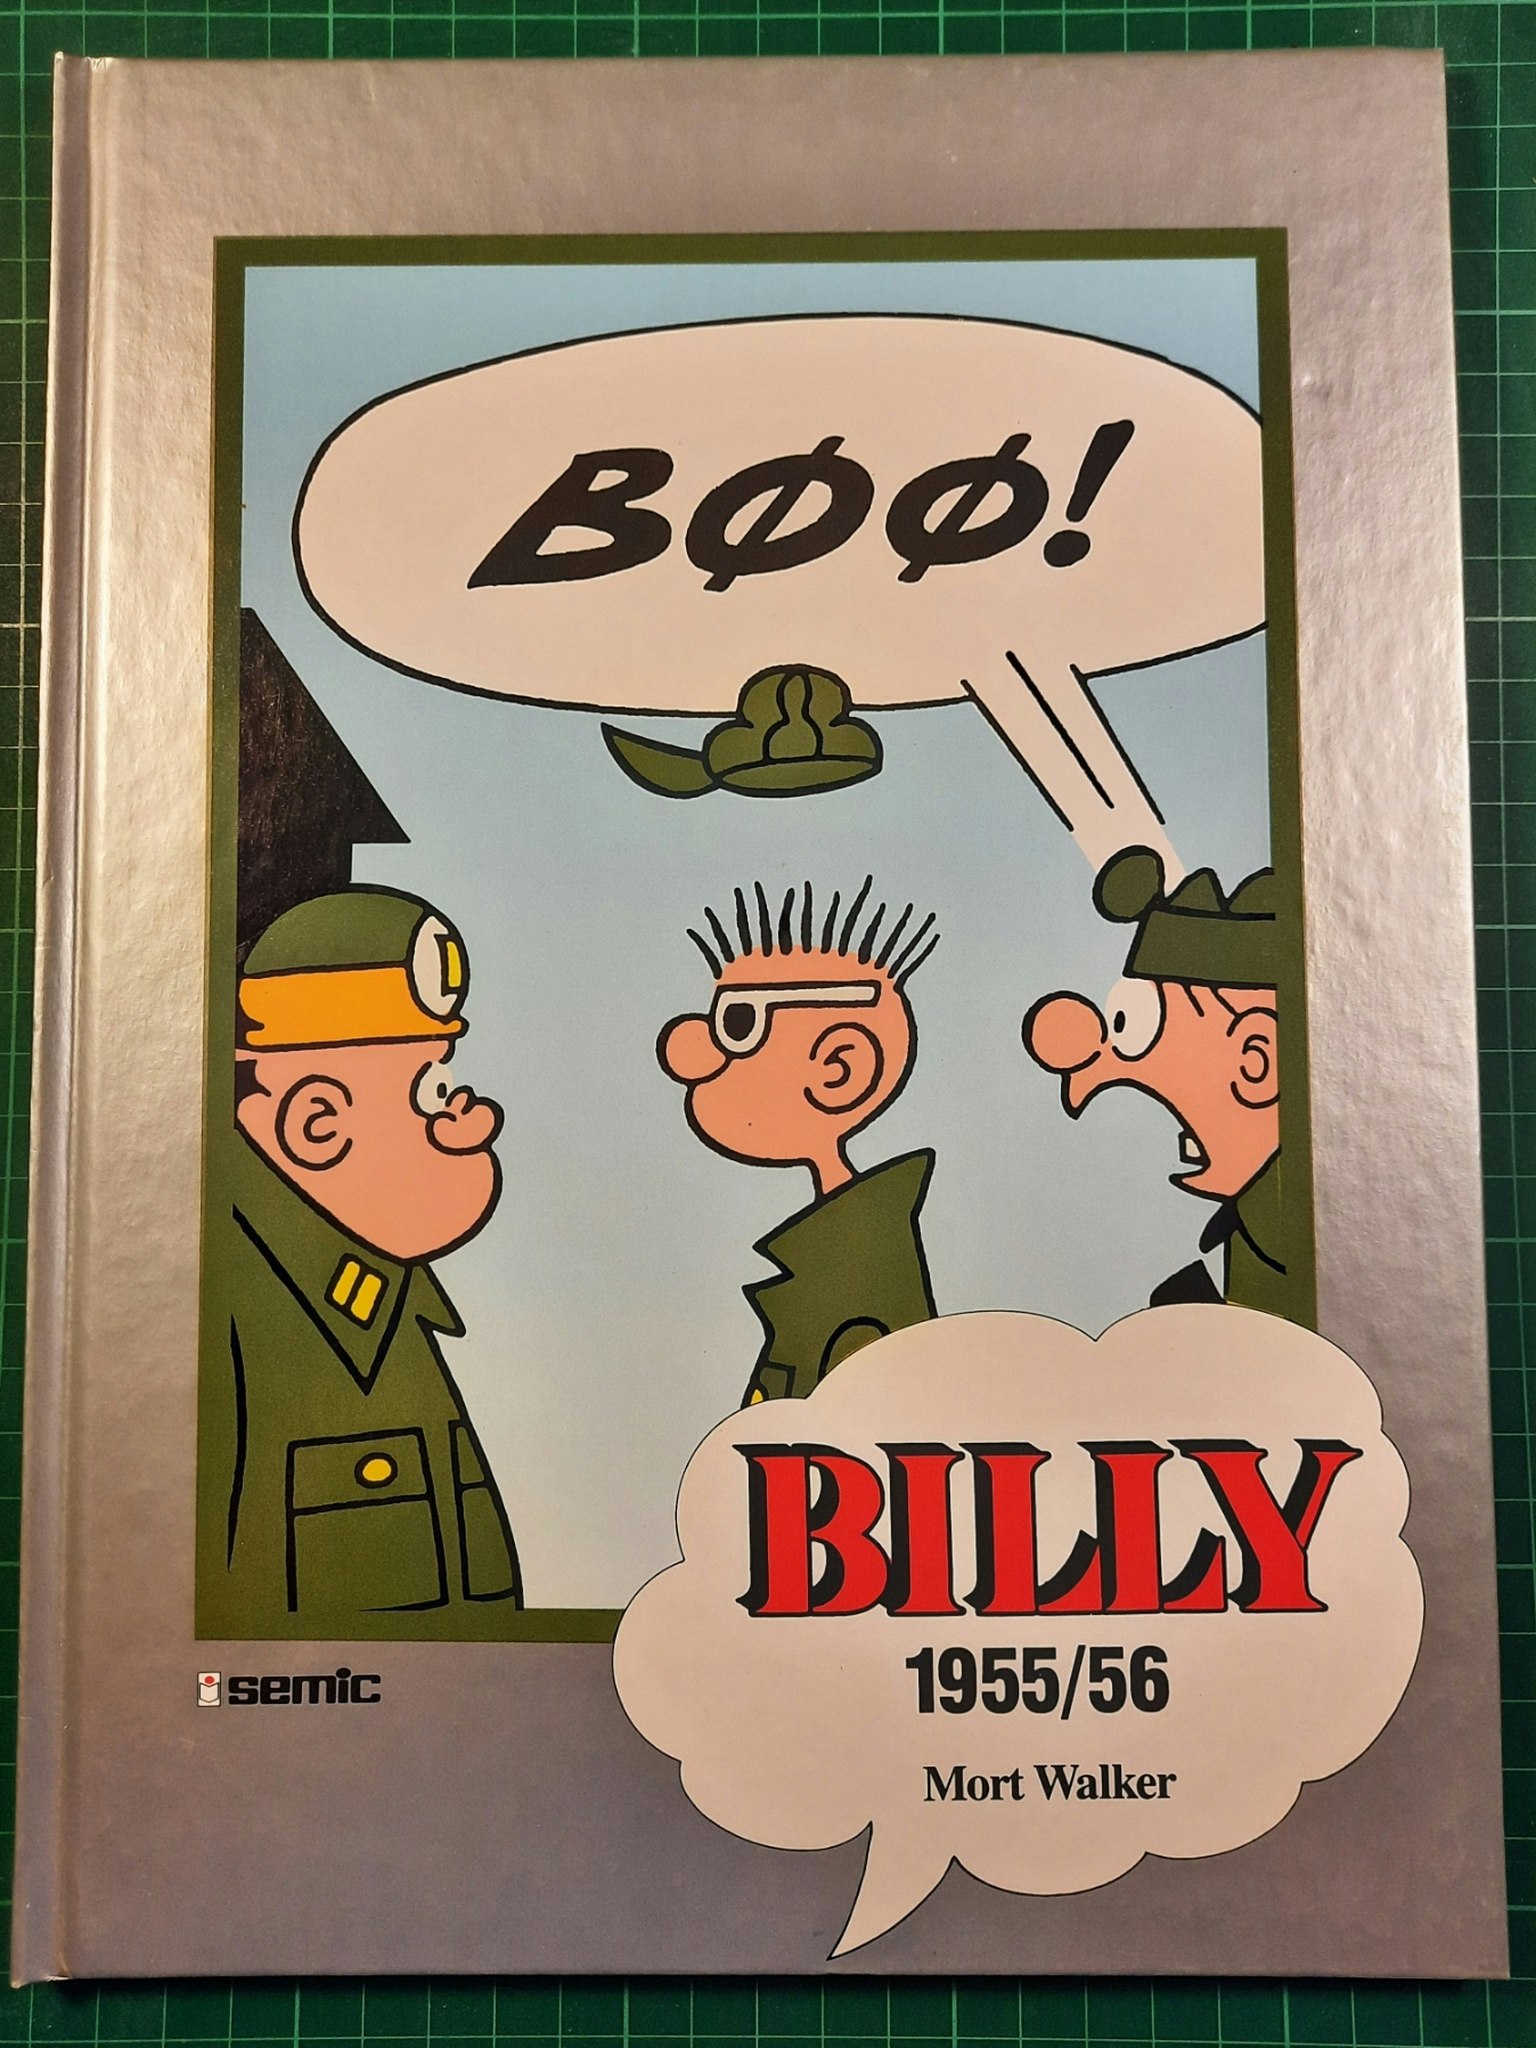 BØØ!
BILLY
1955/56
Mort Walker
semic